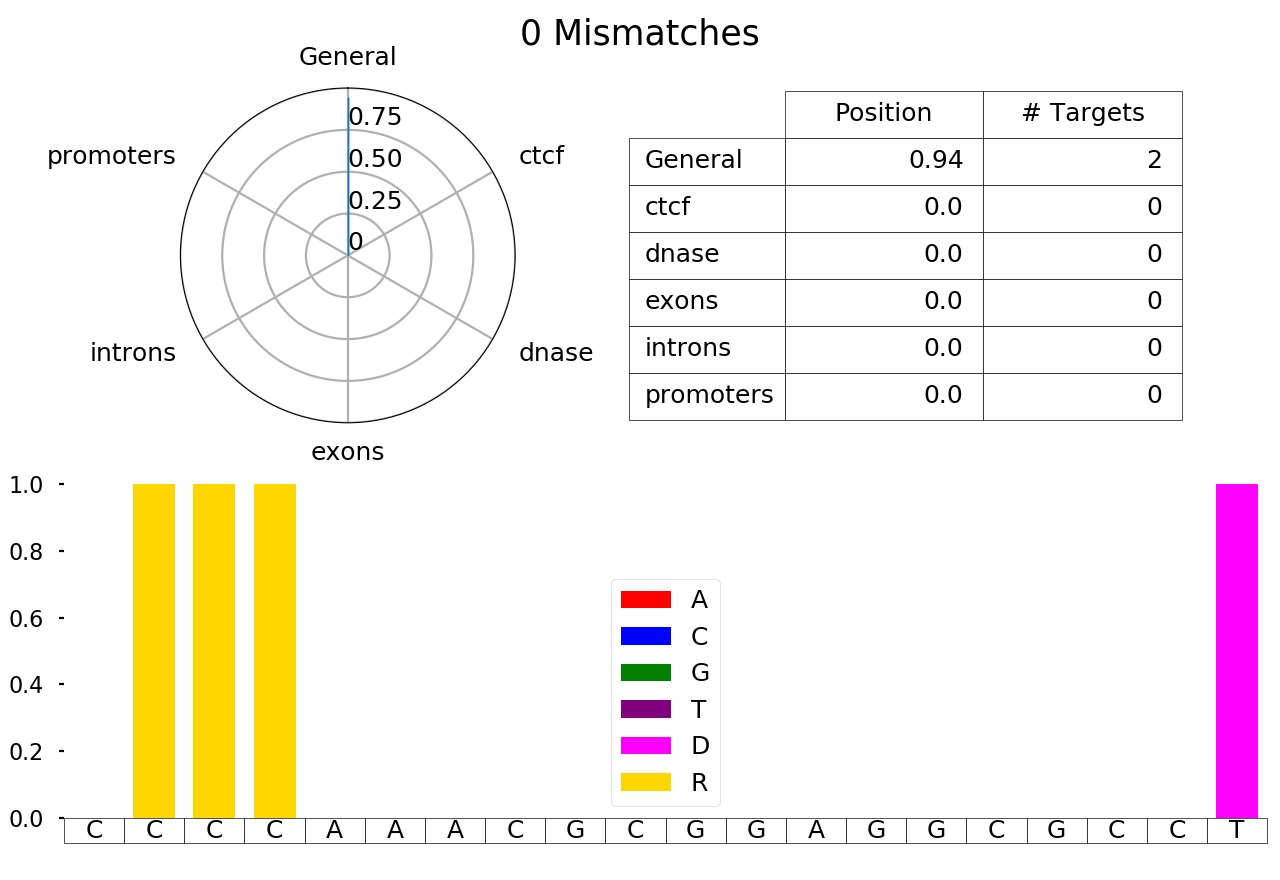 0 Mismatches
General
0.75
promoters
ctcf
0.50
0.25
0
introns
dnase
exons
Position # Targets
General 0.94 2
ctcf 0.0 0
dnase 0.0 0
exons 0.0 0
introns 0.0 0
promoters 0.0 0
1.0
0.8
0.6
0.4
0.2
0.0
A
C
G
T
D
R
C C C C A A A C G C G G A G G C G C C T